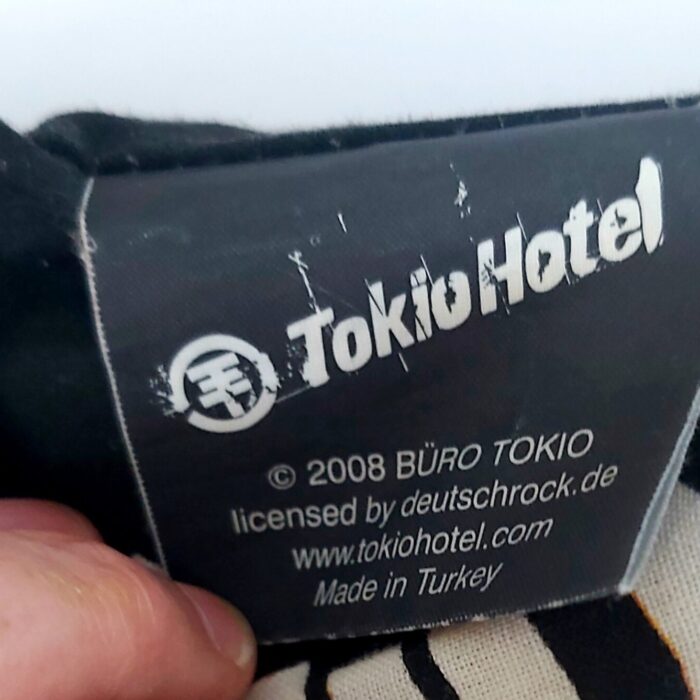 Tokio Hotel
© 2008 BÜRO TOKIO
licensed by deutschrock.de
www.tokiohotel.com
Made in Turkey